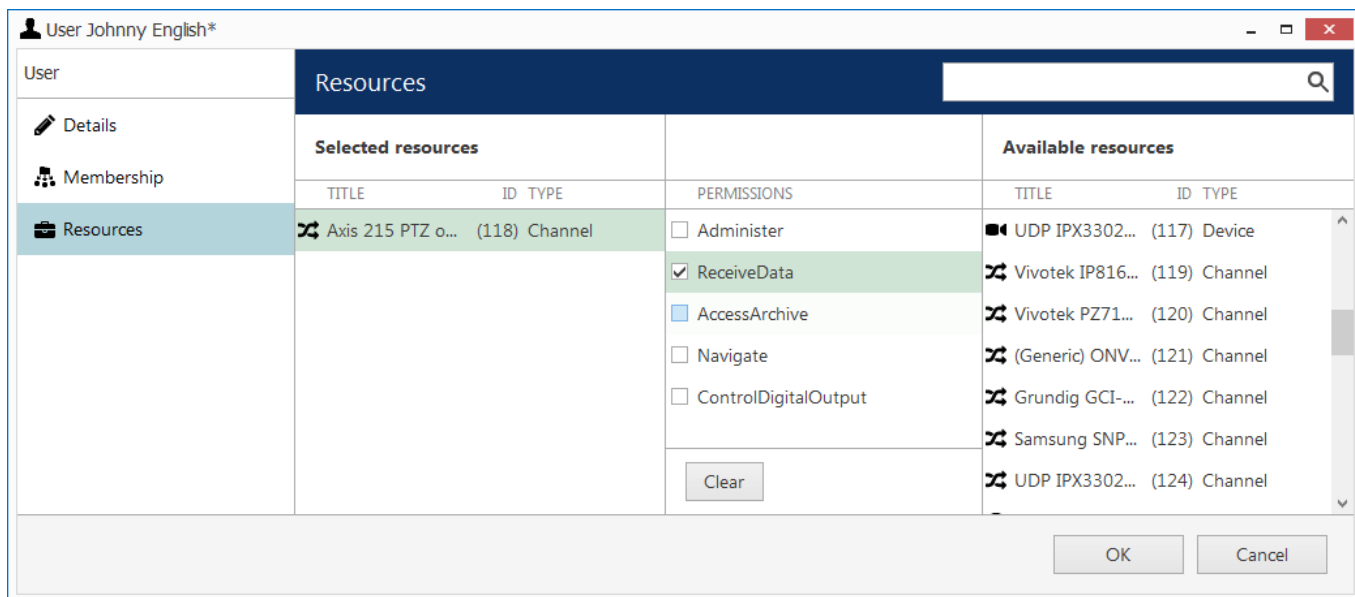 User Johnny English*
User
Details
Membership
Resources
Resources
Selected resources
TITLE ID TYPE
Axis 215 PTZ o... (118) Channel
PERMISSIONS
Administer
ReceiveData
AccessArchive
Navigate
ControlDigitalOutput
Clear
Available resources
TITLE ID TYPE
UDP IPX3302... (117) Device
Vivotek IP816... (119) Channel
Vivotek PZ71... (120) Channel
(Generic) ONV... (121) Channel
Grundig GCI-... (122) Channel
Samsung SNP... (123) Channel
UDP IPX3302... (124) Channel
OK Cancel